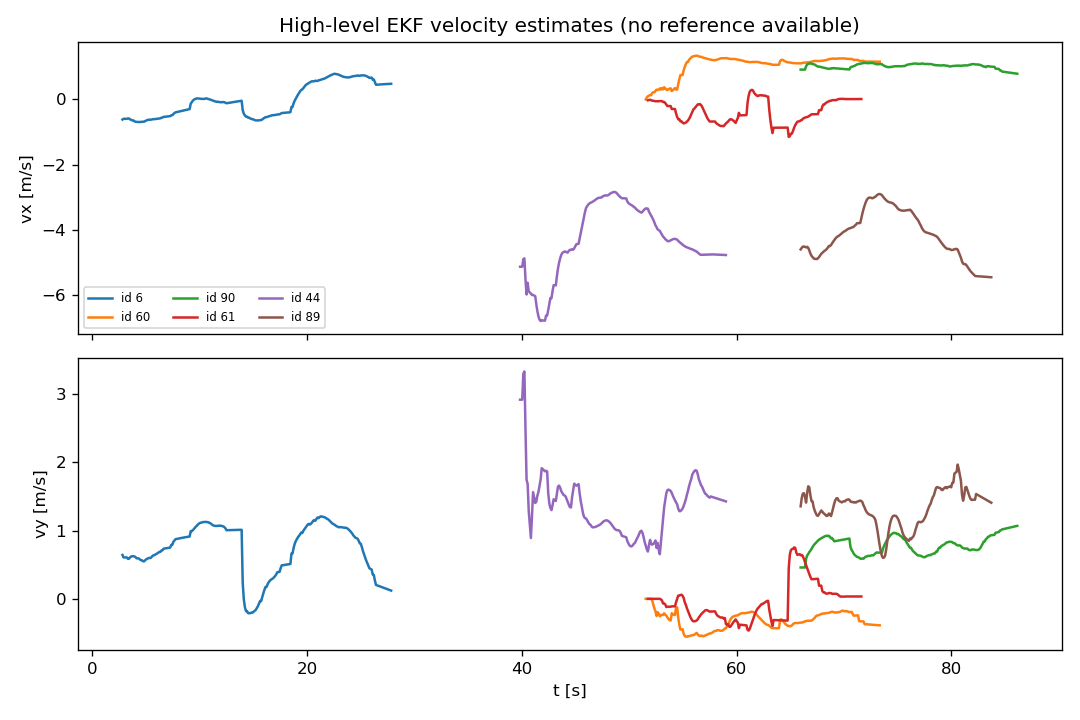 High-level EKF velocity estimates (no reference available)
vx [m/s]
0
−2
−4
−6
id 6
id 90
id 44
id 60
id 61
id 89
vy [m/s]
3
2
1
0
0
20
40
60
80
t [s]